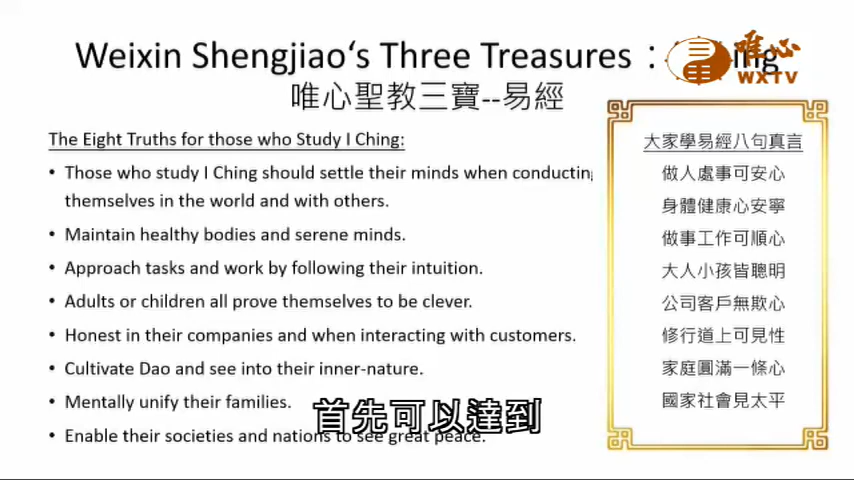 Weixin Shengjiao‘s Three Treasures：
唯心
WXTV
唯心聖教三寶--易經
The Eight Truths for those who Study I Ching:
• Those who study I Ching should settle their minds when conducting
themselves in the world and with others.
• Maintain healthy bodies and serene minds.
• Approach tasks and work by following their intuition.
• Adults or children all prove themselves to be clever.
• Honest in their companies and when interacting with customers.
• Cultivate Dao and see into their inner-nature.
• Mentally unify their families.
• Enable their societies and nations to see great peace.
大家學易經八句真言
做人處事可安心
身體健康心安寧
做事工作可順心
大人小孩皆聰明
公司客戶無欺心
修行道上可見性
家庭圓滿一條心
國家社會見太平
首先可以達到